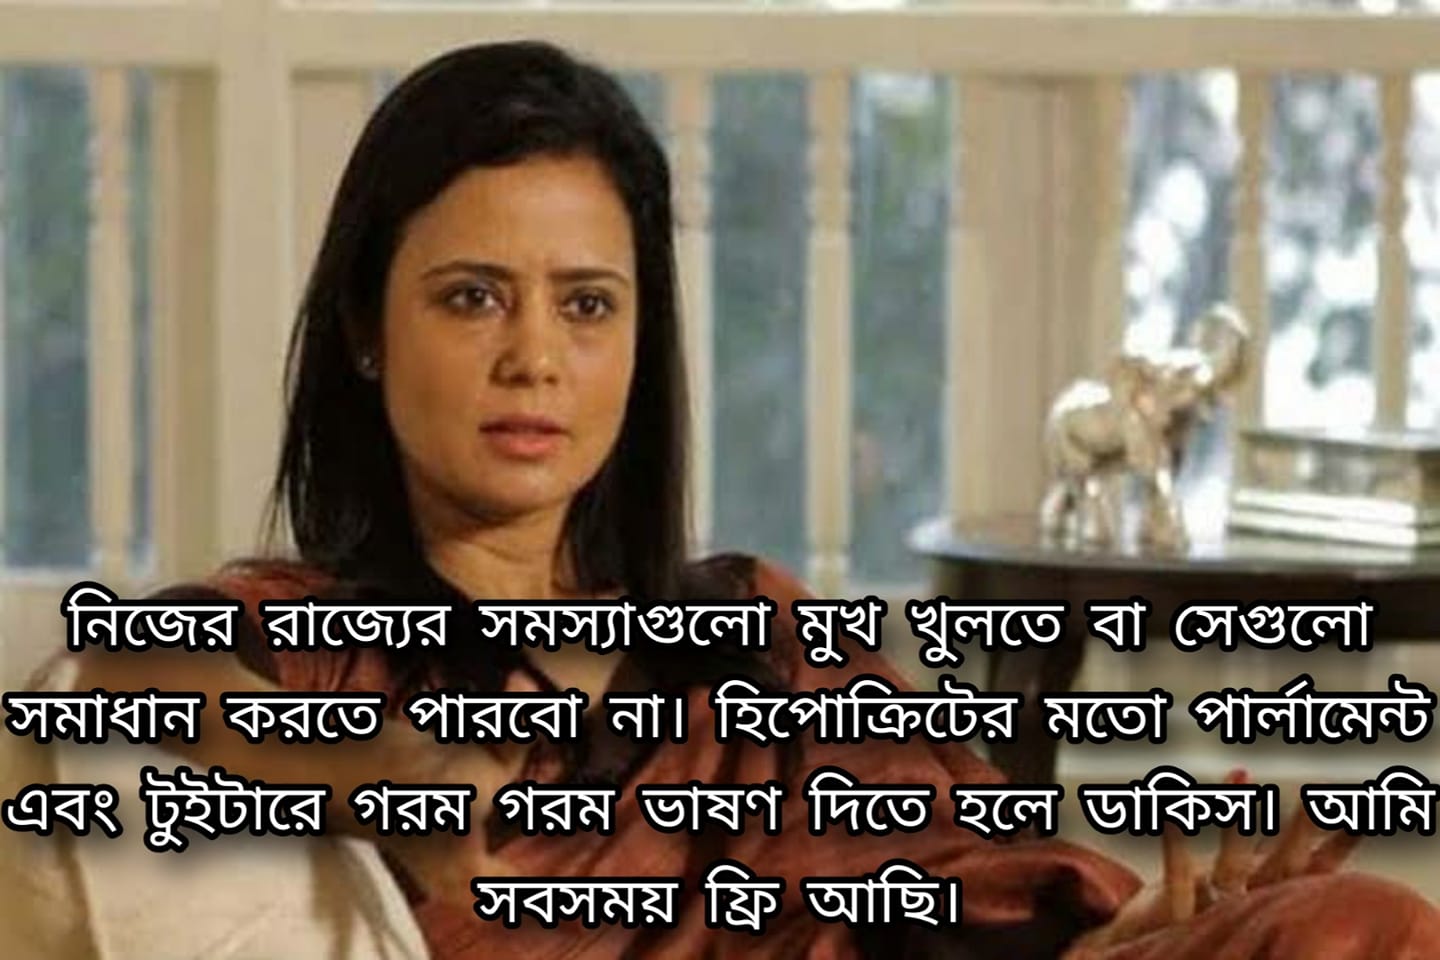 নিজের রাজ্যের সমস্যাগুলো মুখ খুলতে বা সেগুলো
সমাধান করতে পারবো না। হিপোক্রিটের মতো পার্লামেন্ট
এবং টুইটারে গরম গরম ভাষণ দিতে হলে ডাকিস। আমি
সবসময় ফ্রি আছি।